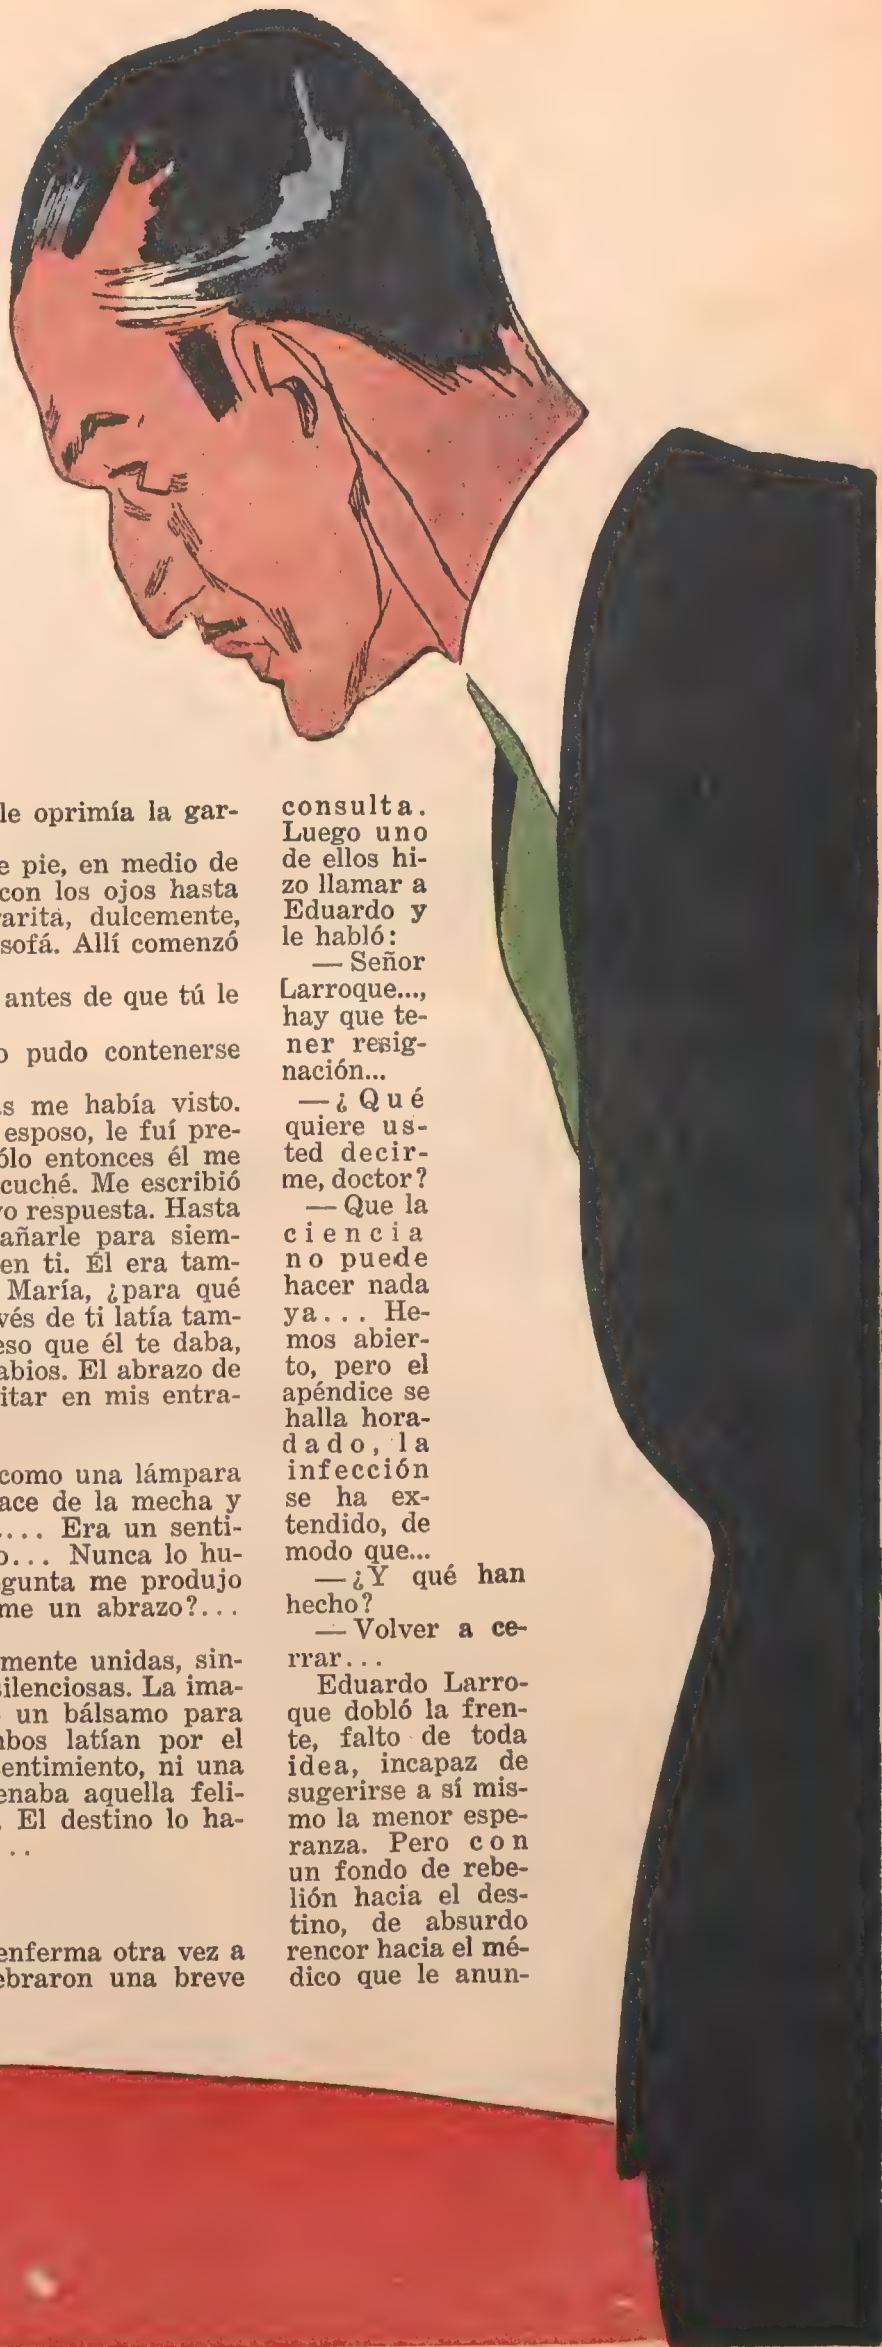 le oprimía la gar-
e pie, en medio de
con los ojos hasta
arita, dulcemente,
sofá. Allí comenzó
antes de que tú le
o pudo contenerse
s me había visto.
esposo, le fuí pre-
ólo entonces él me
cuché. Me escribió
vo respuesta. Hasta
añarle para siem-
en ti. Él era tam-
María, ¿para qué
vés de ti latía tam-
eso que él te daba,
abios. El abrazo de
itar en mis entra-
como una lámpara
ace de la mecha y
.... Era un senti-
o... Nunca lo hu-
egunta me produjo
me un abrazo?...
mente unidas, sin-
silenciosas. La ima-
un bálsamo para
mbos latían por el
entimiento, ni una
enaba aquella feli-
. El destino lo ha-
..
enferma otra vez a
ebraron una breve
consulta.
Luego uno
de ellos hi-
zo llamar a
Eduardo y
le habló:
— Señor
Larroque...,
hay que te-
ner resig-
nación...
— ¿Qué
quiere us-
ted decir-
me, doctor?
— Que la
ciencia
no puede
hacer nada
ya... He-
mos abier-
to, pero el
apéndice se
halla hora-
dado, la
infección
se ha ex-
tendido, de
modo que...
— ¿Y qué han
hecho?
— Volver a ce-
rrar...
Eduardo Larro-
que dobló la fren-
te, falto de toda
idea, incapaz de
sugerirse a sí mis-
mo la menor espe-
ranza. Pero con
un fondo de rebe-
lión hacia el des-
tino, de absurdo
rencor hacia el mé-
dico que le anun-